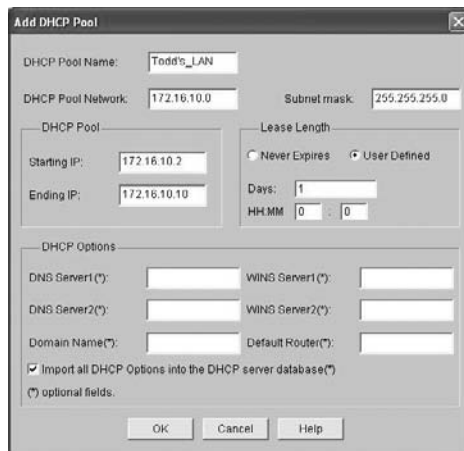 Add DHCP Pool
DHCP Pool Name: Todd's_LAN
DHCP Pool Network: 172.16.10.0 Subnet mask: 255.255.255.0
DHCP Pool
Starting IP: 172.16.10.2
Ending IP: 172.16.10.10
Lease Length
Never Expires User Defined
Days: 1
HH:MM 0 : 0
DHCP Options
DNS Server1(*): WINS Server1(*):
DNS Server2(*): WINS Server2(*):
Domain Name(*): Default Router(*):
Import all DHCP Options into the DHCP server database(*)
(*) optional fields.
OK Cancel Help